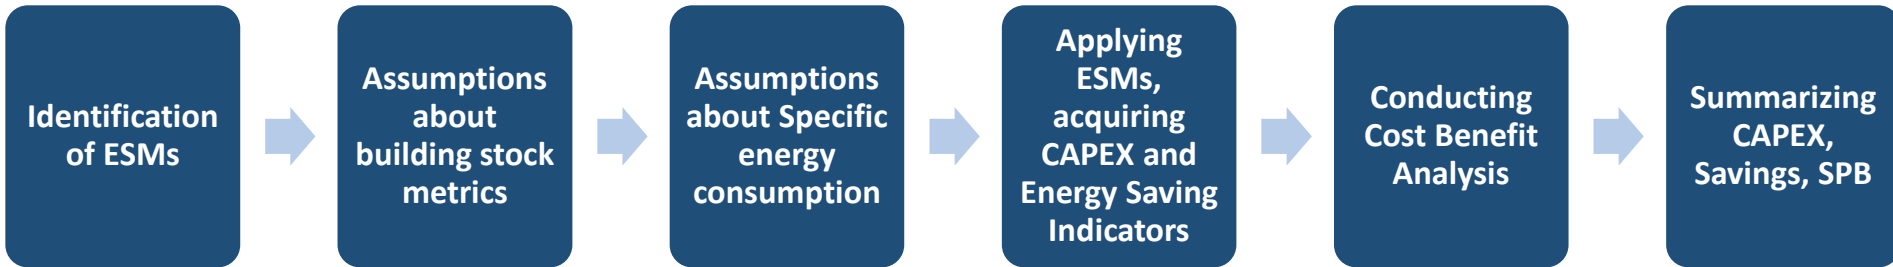 Identification
of ESMs
Assumptions
about
building stock
metrics
Assumptions
about Specific
energy
consumption
Applying
ESMs,
acquiring
CAPEX and
Energy Saving
Indicators
Conducting
Cost Benefit
Analysis
Summarizing
CAPEX,
Savings, SPB